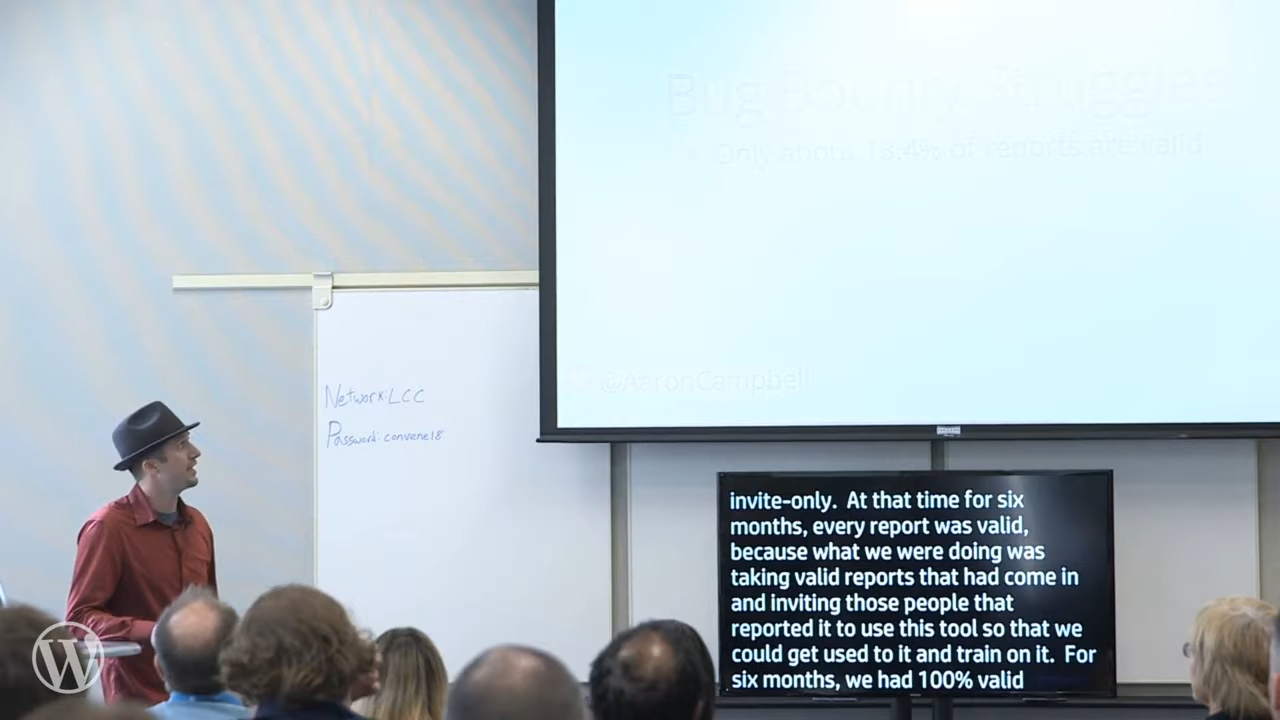 Bug Bounty Struggles
Only about 13.4% of reports are valid
@AaronCampbell
Network: LCC
Password: convene18
invite-only. At that time for six
months, every report was valid,
because what we were doing was
taking valid reports that had come in
and inviting those people that
reported it to use this tool so that we
could get used to it and train on it. For
six months, we had 100% valid
W